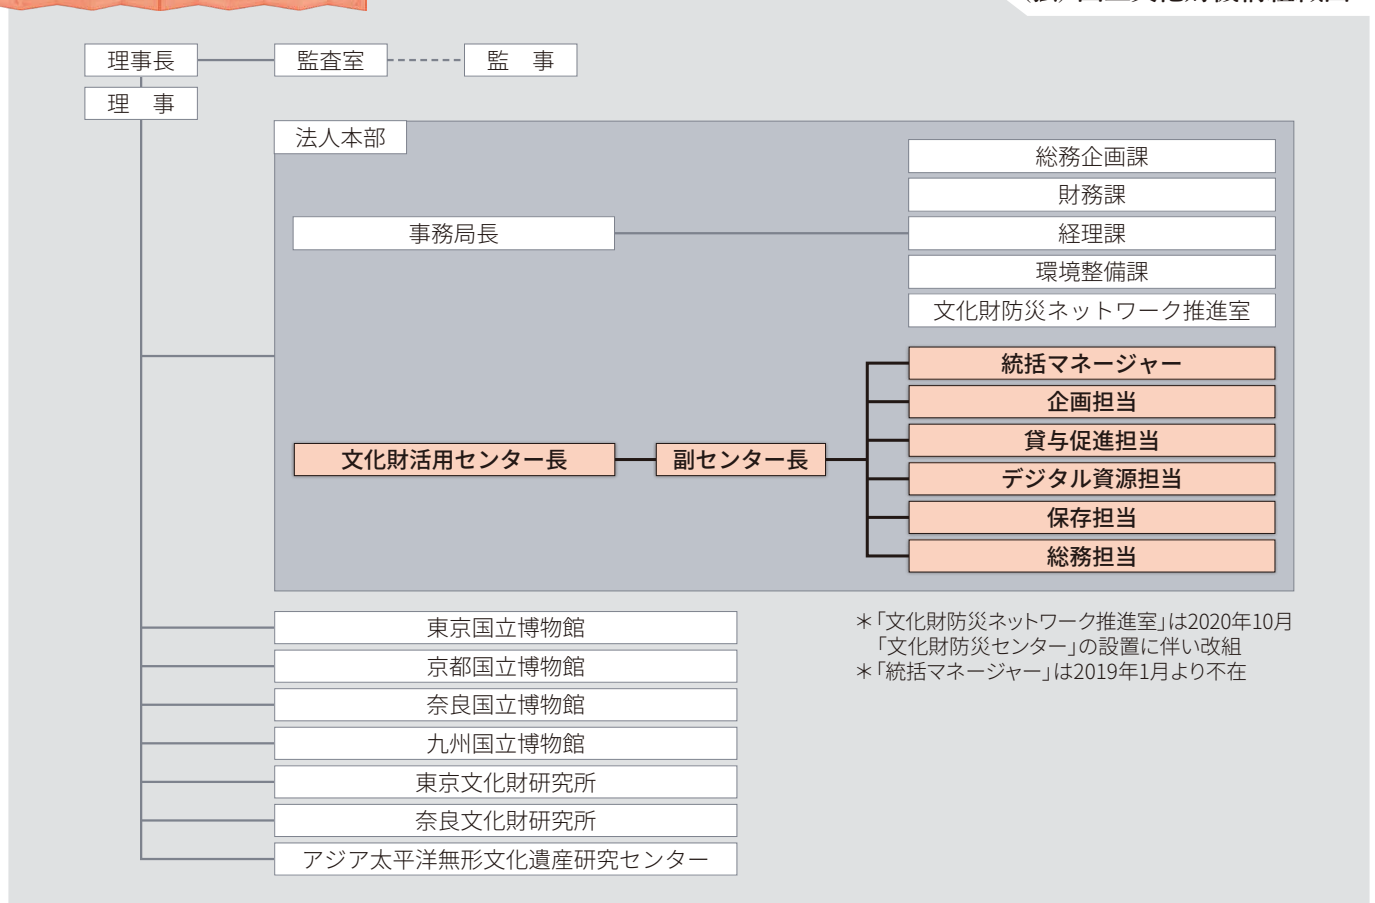 理事長
監査室
監　事
理　事
法人本部
総務企画課
財務課
事務局長
経理課
環境整備課
文化財防災ネットワーク推進室
統括マネージャー
企画担当
貸与促進担当
文化財活用センター長
副センター長
デジタル資源担当
保存担当
総務担当
東京国立博物館
京都国立博物館
奈良国立博物館
九州国立博物館
東京文化財研究所
奈良文化財研究所
アジア太平洋無形文化遺産研究センター
＊「文化財防災ネットワーク推進室」は2020年10月
「文化財防災センター」の設置に伴い改組
＊「統括マネージャー」は2019年1月より不在